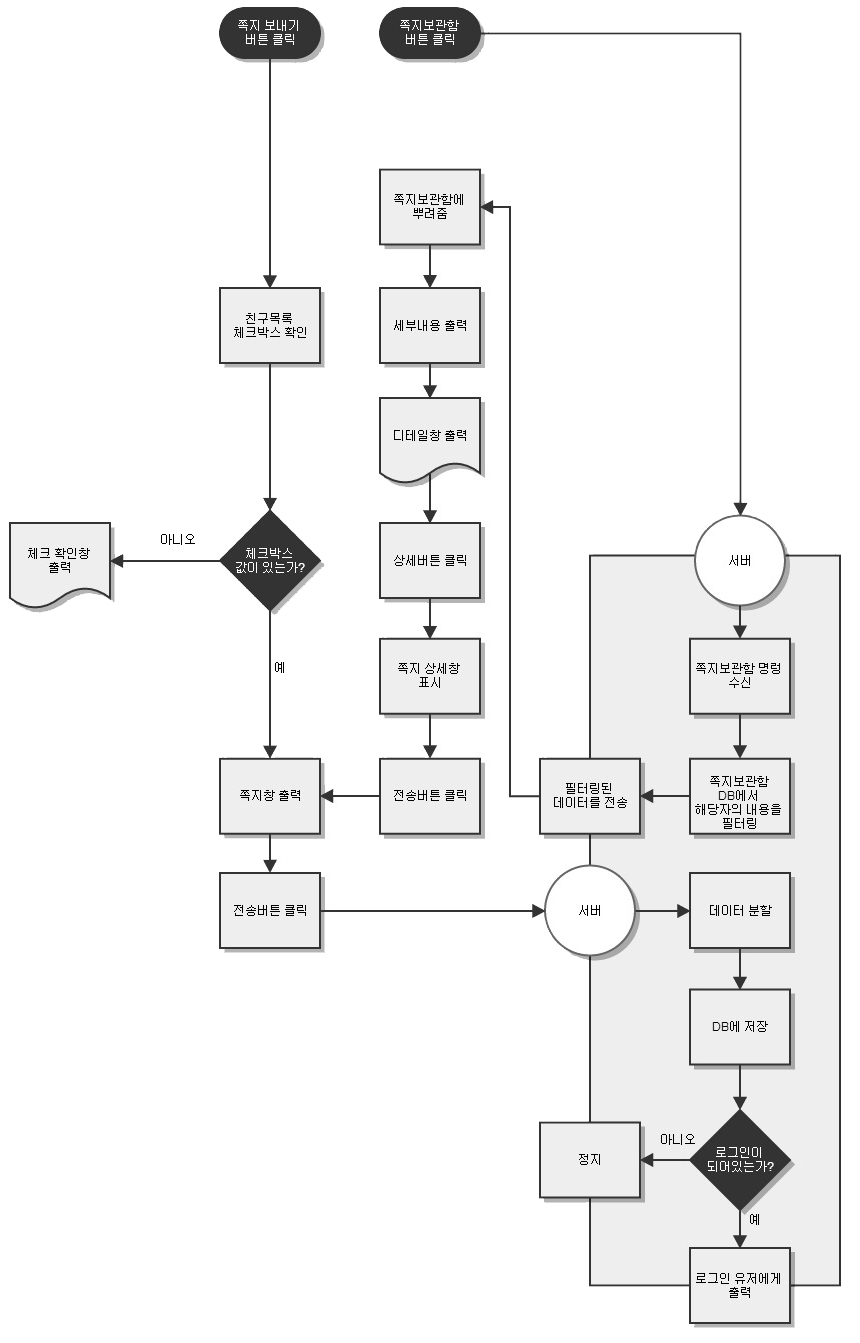 쪽지 보내기
버튼 클릭
쪽지보관함
버튼 클릭
쪽지보관함에
뿌려줌
친구목록
체크박스 확인
세부내용 출력
디테일창 출력
체크 확인창
출력
아니오
체크박스
값이 있는가?
상세버튼 클릭
서버
예
쪽지 상세창
표시
쪽지보관함 명령
수신
쪽지창 출력
전송버튼 클릭
필터링된
데이터를 전송
쪽지보관함
DB에서
해당자의 내용을
필터링
전송버튼 클릭
서버
데이터 분할
DB에 저장
정지
아니오
로그인이
되어있는가?
예
로그인 유저에게
출력